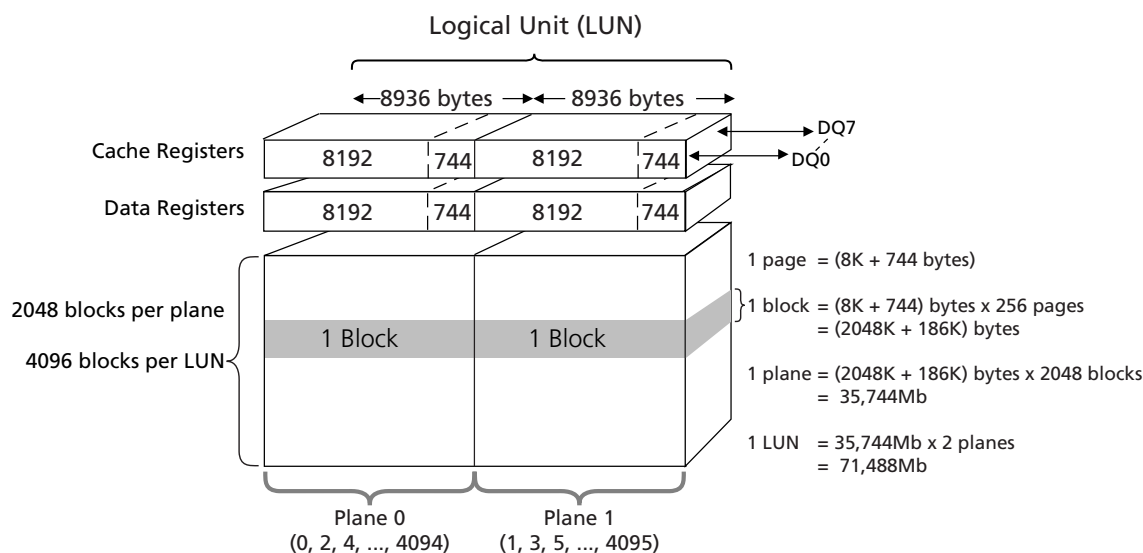 Logical Unit (LUN)
8936 bytes
8936 bytes
Cache Registers
8192
744
8192
744
DQ7
DQ0
Data Registers
8192
744
8192
744
2048 blocks per plane
4096 blocks per LUN
1 Block
1 Block
1 page = (8K + 744 bytes)
1 block = (8K + 744) bytes x 256 pages
= (2048K + 186K) bytes
1 plane = (2048K + 186K) bytes x 2048 blocks
= 35,744Mb
1 LUN = 35,744Mb x 2 planes
= 71,488Mb
Plane 0
(0, 2, 4, ..., 4094)
Plane 1
(1, 3, 5, ..., 4095)